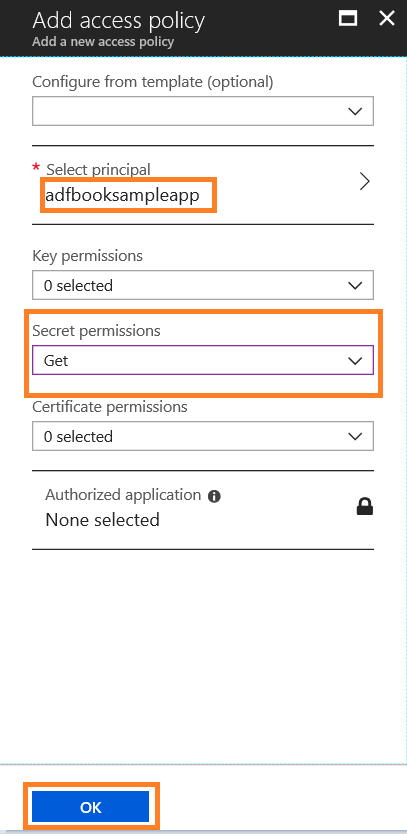 Add access policy
Add a new access policy
Configure from template (optional)
* Select principal
adfbooksampleapp
Key permissions
0 selected
Secret permissions
Get
Certificate permissions
0 selected
Authorized application
None selected
OK